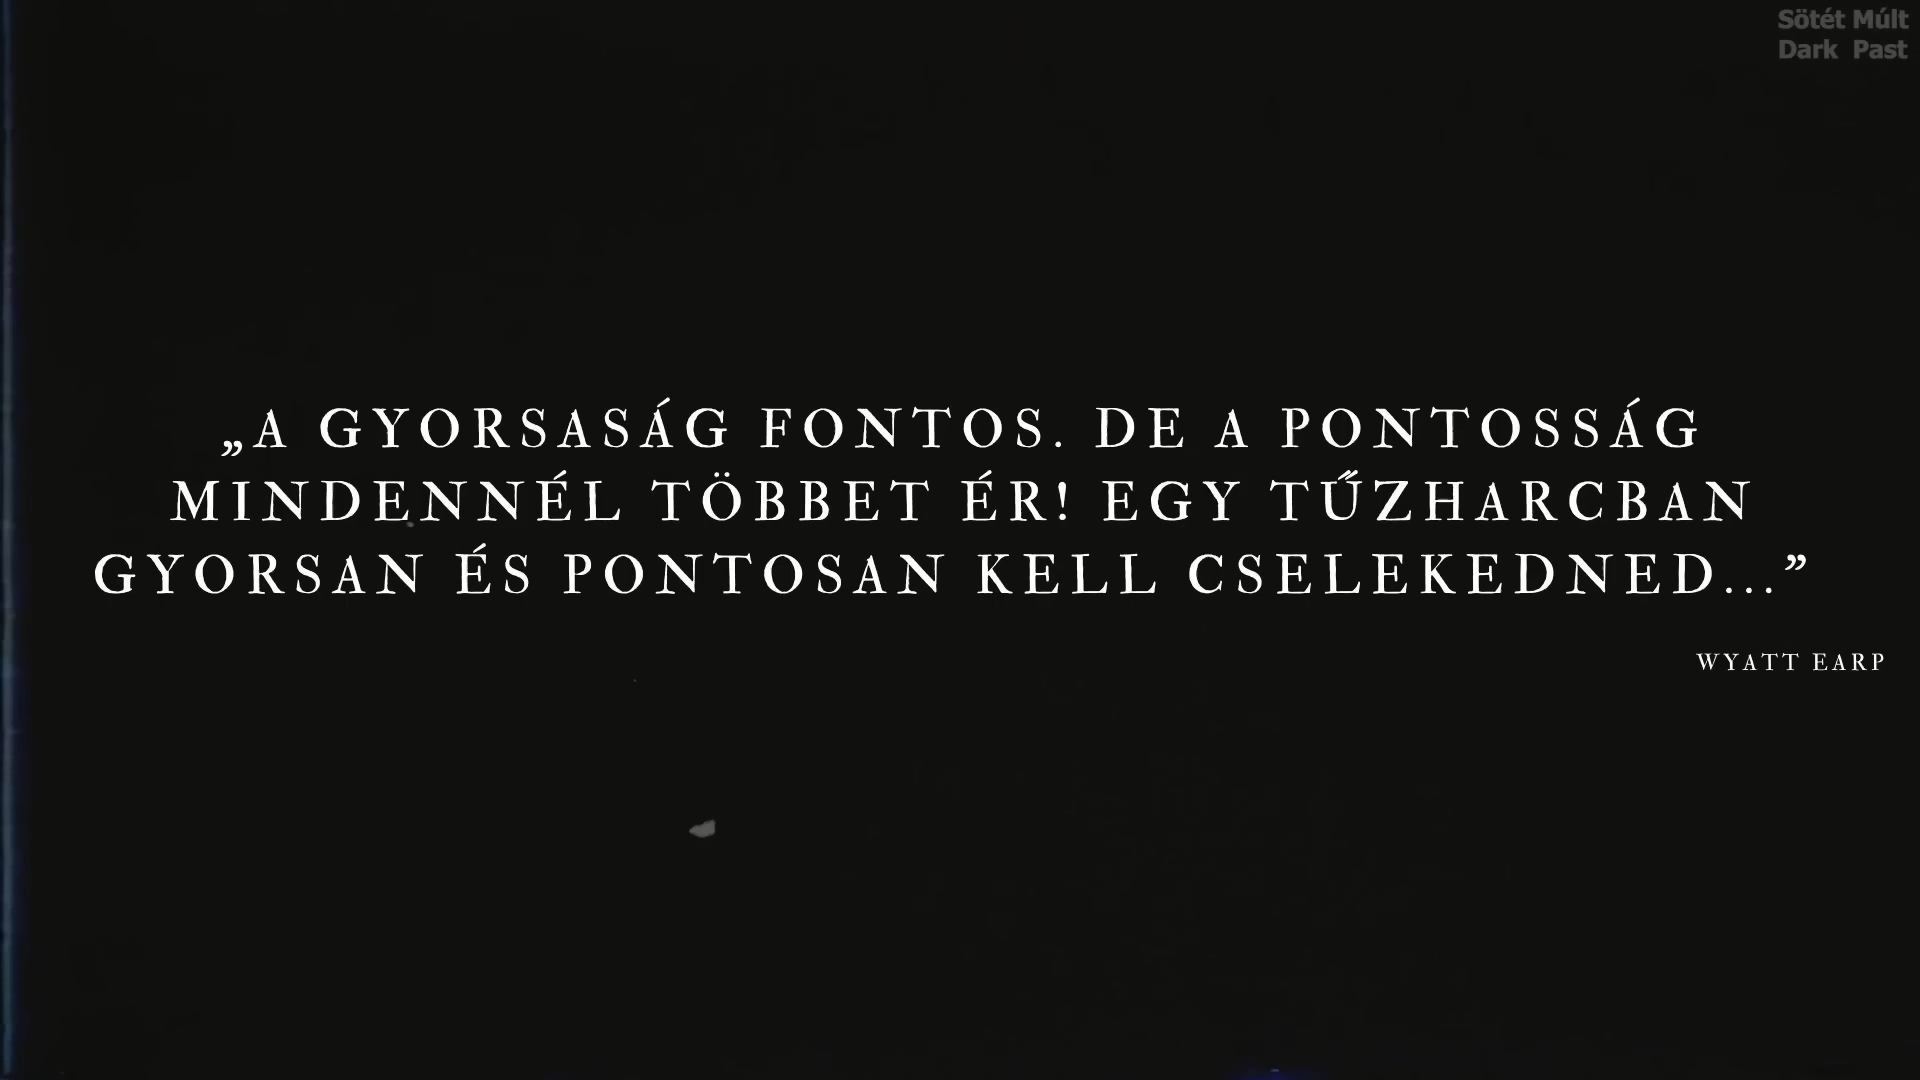 Sötét Múlt
Dark Past
„A GYORSASÁG FONTOS. DE A PONTOSSÁG
MINDENNÉL TÖBBET ÉR! EGY TŰZHARCBAN
GYORSAN ÉS PONTOSAN KELL CSELEKEDNED...”
WYATT EARP